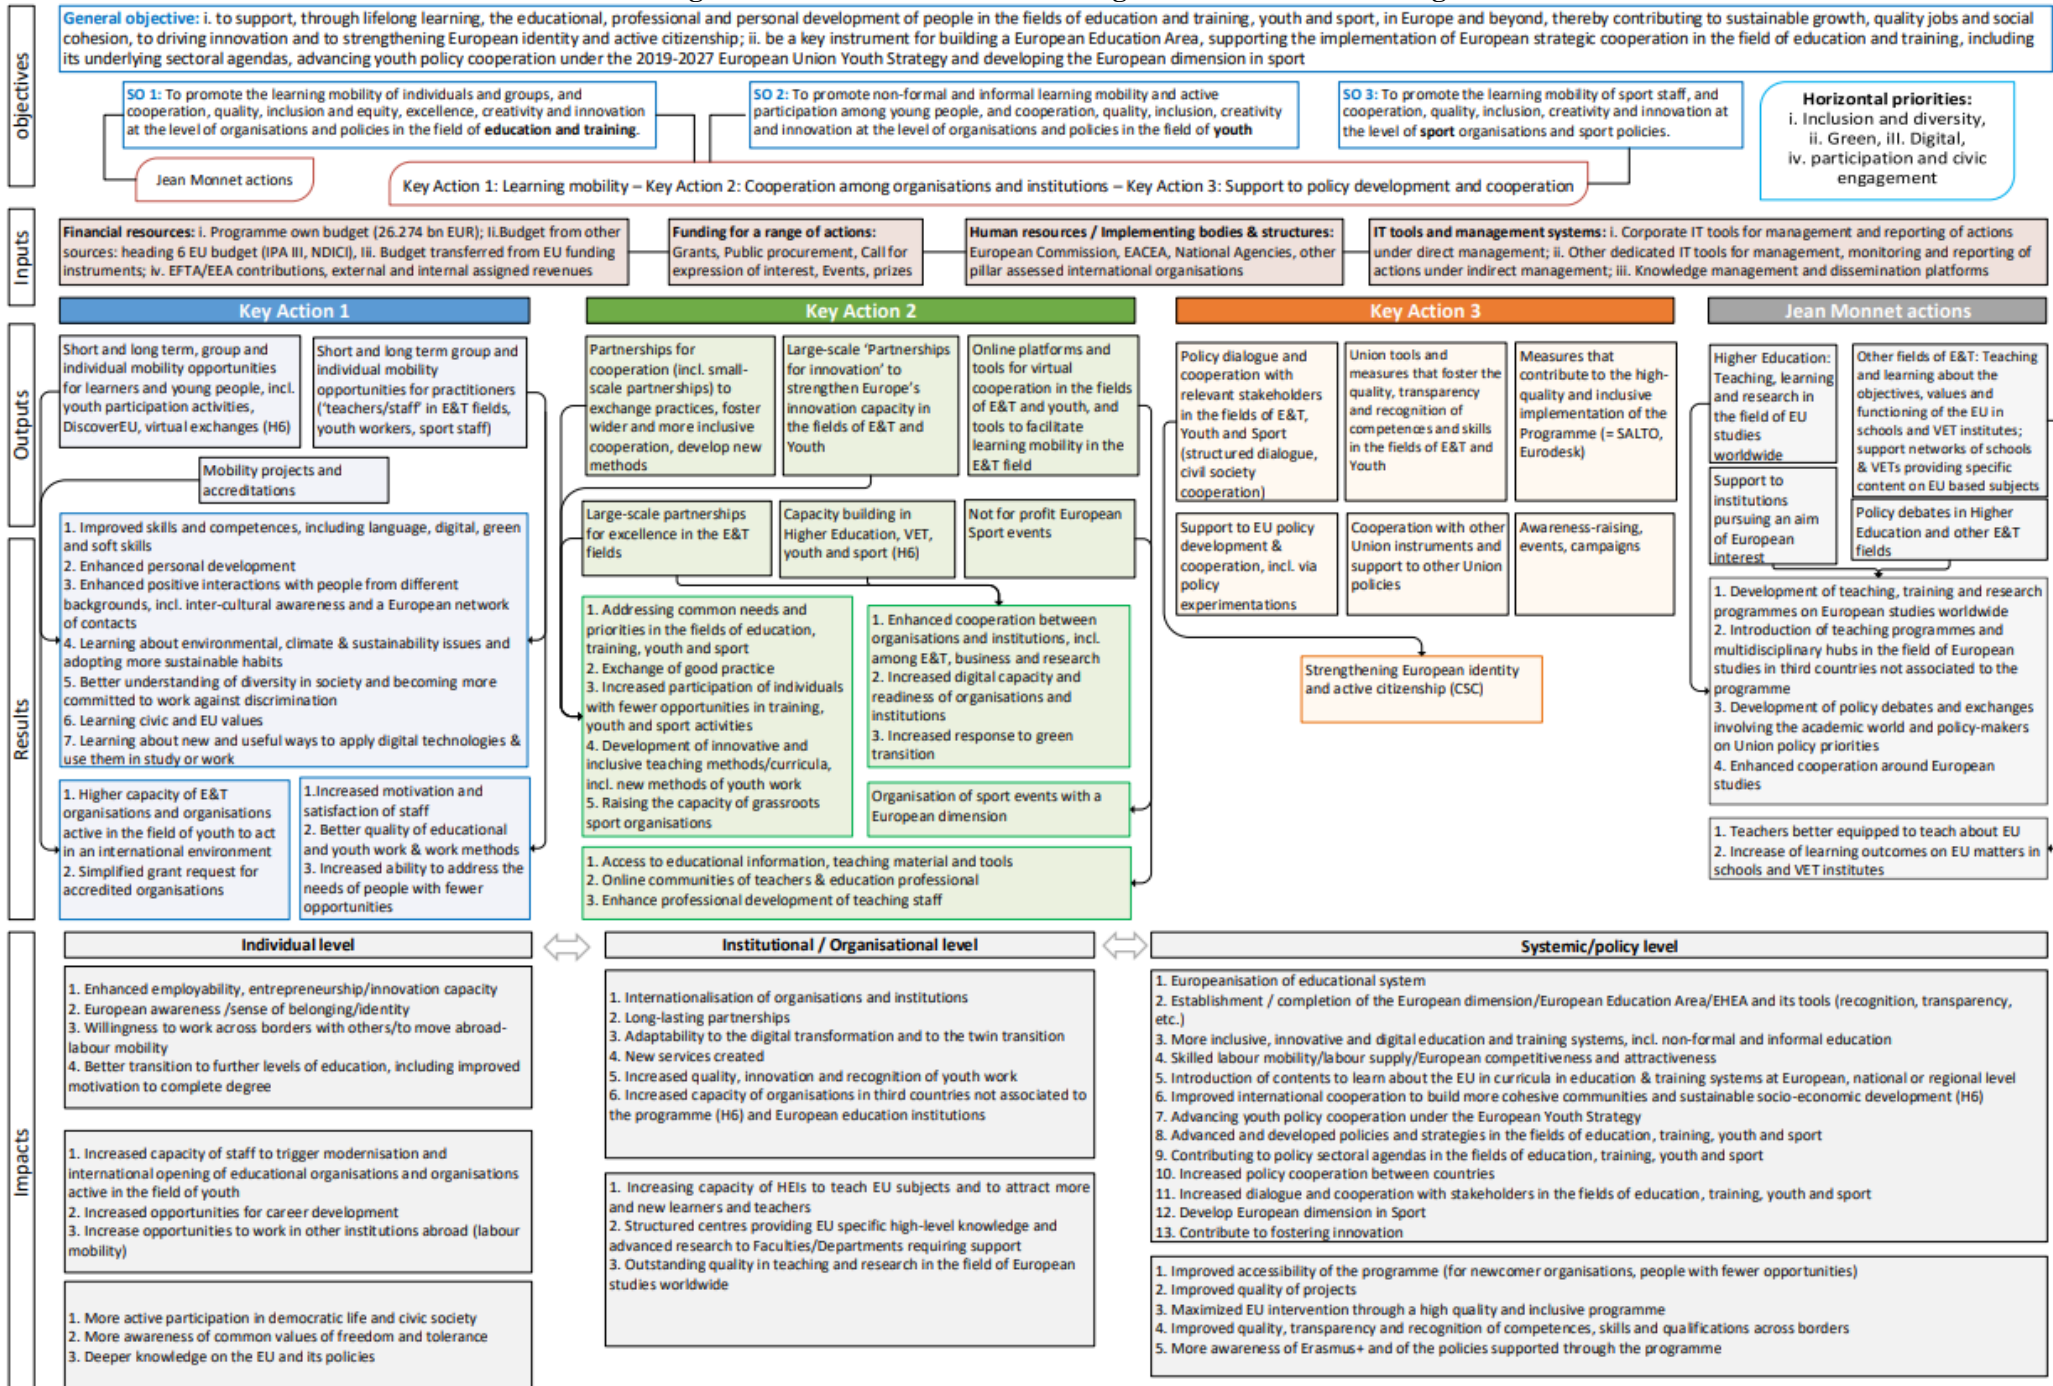 General objective: i. to support, through lifelong learning, the educational, professional and personal development of people in the fields of education and training, youth and sport, in Europe and beyond, thereby contributing to sustainable growth, quality jobs and social
cohesion, to driving innovation and to strengthening European identity and active citizenship; ii. be a key instrument for building a European Education Area, supporting the implementation of European strategic cooperation in the field of education and training, including
its underlying sectoral agendas, advancing youth policy cooperation under the 2019-2027 European Union Youth Strategy and developing the European dimension in sport
objectives
SO 1: To promote the learning mobility of individuals and groups, and
cooperation, quality, inclusion and equity, excellence, creativity and innovation
at the level of organisations and policies in the field of education and training.
SO 2: To promote non-formal and informal learning mobility and active
participation among young people, and cooperation, quality, inclusion, creativity
and innovation at the level of organisations and policies in the field of youth
SO 3: To promote the learning mobility of sport staff, and
cooperation, quality, inclusion, creativity and innovation at
the level of sport organisations and sport policies.
Horizontal priorities:
i. Inclusion and diversity,
ii. Green, iII. Digital,
iv. participation and civic
engagement
Jean Monnet actions
Key Action 1: Learning mobility – Key Action 2: Cooperation among organisations and institutions – Key Action 3: Support to policy development and cooperation
Inputs
Financial resources: i. Programme own budget (26.274 bn EUR); Ii.Budget from other
sources: heading 6 EU budget (IPA III, NDICI), Iii. Budget transferred from EU funding
instruments; iv. EFTA/EEA contributions, external and internal assigned revenues
Funding for a range of actions:
Grants, Public procurement, Call for
expression of interest, Events, prizes
Human resources / Implementing bodies & structures:
European Commission, EACEA, National Agencies, other
pillar assessed international organisations
IT tools and management systems: i. Corporate IT tools for management and reporting of actions
under direct management; ii. Other dedicated IT tools for management, monitoring and reporting of
actions under indirect management; iii. Knowledge management and dissemination platforms
Key Action 1
Key Action 2
Key Action 3
Jean Monnet actions
Outputs
Short and long term, group and
individual mobility opportunities
for learners and young people, incl.
youth participation activities,
DiscoverEU, virtual exchanges (H6)
Short and long term group and
individual mobility
opportunities for practitioners
('teachers/staff' in E&T fields,
youth workers, sport staff)
Mobility projects and
accreditations
Partnerships for
cooperation (incl. small-
scale partnerships) to
exchange practices, foster
wider and more inclusive
cooperation, develop new
methods
Large-scale 'Partnerships
for innovation' to
strengthen Europe's
innovation capacity in
the fields of E&T and
Youth
Online platforms and
tools for virtual
cooperation in the fields
of E&T and youth, and
tools to facilitate
learning mobility in the
E&T field
Large-scale partnerships
for excellence in the E&T
fields
Capacity building in
Higher Education, VET,
youth and sport (H6)
Not for profit European
Sport events
Policy dialogue and
cooperation with
relevant stakeholders
in the fields of E&T,
Youth and Sport
(structured dialogue,
civil society
cooperation)
Union tools and
measures that foster the
quality, transparency
and recognition of
competences and skills
in the fields of E&T and
Youth
Measures that
contribute to the high-
quality and inclusive
implementation of the
Programme (= SALTO,
Eurodesk)
Support to EU policy
development &
cooperation, incl. via
policy
experimentations
Cooperation with other
Union instruments and
support to other Union
policies
Awareness-raising,
events, campaigns
Higher Education:
Teaching, learning
and research in
the field of EU
studies
worldwide
Other fields of E&T: Teaching
and learning about the
objectives, values and
functioning of the EU in
schools and VET institutes;
support networks of schools
& VETs providing specific
content on EU based subjects
Support to
institutions
pursuing an aim
of European
interest
Policy debates in Higher
Education and other E&T
fields
Results
1. Improved skills and competences, including language, digital, green
and soft skills
2. Enhanced personal development
3. Enhanced positive interactions with people from different
backgrounds, incl. inter-cultural awareness and a European network
of contacts
4. Learning about environmental, climate & sustainability issues and
adopting more sustainable habits
5. Better understanding of diversity in society and becoming more
committed to work against discrimination
6. Learning civic and EU values
7. Learning about new and useful ways to apply digital technologies &
use them in study or work
1. Higher capacity of E&T
organisations and organisations
active in the field of youth to act
in an international environment
2. Simplified grant request for
accredited organisations
1.Increased motivation and
satisfaction of staff
2. Better quality of educational
and youth work & work methods
3. Increased ability to address the
needs of people with fewer
opportunities
1. Addressing common needs and
priorities in the fields of education,
training, youth and sport
2. Exchange of good practice
3. Increased participation of individuals
with fewer opportunities in training,
youth and sport activities
4. Development of innovative and
inclusive teaching methods/curricula,
incl. new methods of youth work
5. Raising the capacity of grassroots
sport organisations
1. Enhanced cooperation between
organisations and institutions, incl.
among E&T, business and research
2. Increased digital capacity and
readiness of organisations and
institutions
3. Increased response to green
transition
Organisation of sport events with a
European dimension
1. Access to educational information, teaching material and tools
2. Online communities of teachers & education professional
3. Enhance professional development of teaching staff
Strengthening European identity
and active citizenship (CSC)
1. Development of teaching, training and research
programmes on European studies worldwide
2. Introduction of teaching programmes and
multidisciplinary hubs in the field of European
studies in third countries not associated to the
programme
3. Development of policy debates and exchanges
involving the academic world and policy-makers
on Union policy priorities
4. Enhanced cooperation around European
studies
1. Teachers better equipped to teach about EU
2. Increase of learning outcomes on EU matters in
schools and VET institutes
Impacts
Individual level
Institutional / Organisational level
Systemic/policy level
1. Enhanced employability, entrepreneurship/innovation capacity
2. European awareness /sense of belonging/identity
3. Willingness to work across borders with others/to move abroad-
labour mobility
4. Better transition to further levels of education, including improved
motivation to complete degree
1. Increased capacity of staff to trigger modernisation and
international opening of educational organisations and organisations
active in the field of youth
2. Increased opportunities for career development
3. Increase opportunities to work in other institutions abroad (labour
mobility)
1. More active participation in democratic life and civic society
2. More awareness of common values of freedom and tolerance
3. Deeper knowledge on the EU and its policies
1. Internationalisation of organisations and institutions
2. Long-lasting partnerships
3. Adaptability to the digital transformation and to the twin transition
4. New services created
5. Increased quality, innovation and recognition of youth work
6. Increased capacity of organisations in third countries not associated to
the programme (H6) and European education institutions
1. Increasing capacity of HEIs to teach EU subjects and to attract more
and new learners and teachers
2. Structured centres providing EU specific high-level knowledge and
advanced research to Faculties/Departments requiring support
3. Outstanding quality in teaching and research in the field of European
studies worldwide
1. Europeanisation of educational system
2. Establishment / completion of the European dimension/European Education Area/EHEA and its tools (recognition, transparency,
etc.)
3. More inclusive, innovative and digital education and training systems, incl. non-formal and informal education
4. Skilled labour mobility/labour supply/European competitiveness and attractiveness
5. Introduction of contents to learn about the EU in curricula in education & training systems at European, national or regional level
6. Improved international cooperation to build more cohesive communities and sustainable socio-economic development (H6)
7. Advancing youth policy cooperation under the European Youth Strategy
8. Advanced and developed policies and strategies in the fields of education, training, youth and sport
9. Contributing to policy sectoral agendas in the fields of education, training, youth and sport
10. Increased policy cooperation between countries
11. Increased dialogue and cooperation with stakeholders in the fields of education, training, youth and sport
12. Develop European dimension in Sport
13. Contribute to fostering innovation
1. Improved accessibility of the programme (for newcomer organisations, people with fewer opportunities)
2. Improved quality of projects
3. Maximized EU intervention through a high quality and inclusive programme
4. Improved quality, transparency and recognition of competences, skills and qualifications across borders
5. More awareness of Erasmus+ and of the policies supported through the programme